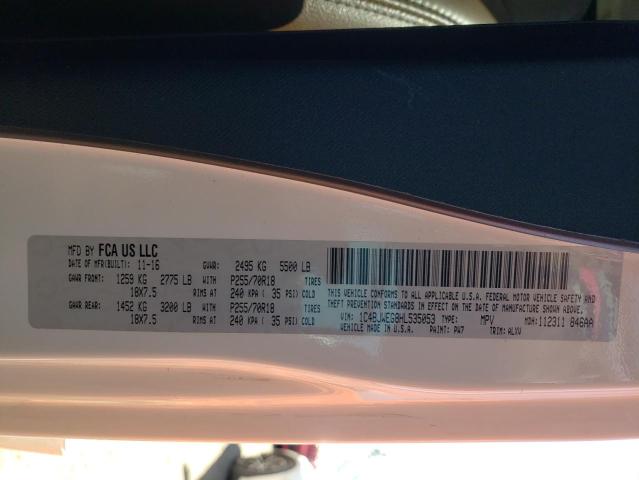 MFD BY FCA US LLC
DATE OF MFR(BUILT): 11-16 GVWR: 2495 KG 5500 LB
GAWR FRONT: 1259 KG 2775 LB WITH P255/70R18 TIRES
18X7.5 RIMS AT 240 KPA ( 35 PSI) COLD
GAWR REAR: 1452 KG 3200 LB WITH P255/70R18 TIRES
18X7.5 RIMS AT 240 KPA ( 35 PSI) COLD
THIS VEHICLE CONFORMS TO ALL APPLICABLE U.S.A. FEDERAL MOTOR VEHICLE SAFETY AND
THEFT PREVENTION STANDARDS IN EFFECT ON THE DATE OF MANUFACTURE SHOWN ABOVE.
VIN: 1C4BJWEG8HL535053 TYPE: MPV MDH: 112311 846AA
VEHICLE MADE IN U.S.A. PAINT: PW7 TRIM: ALXV